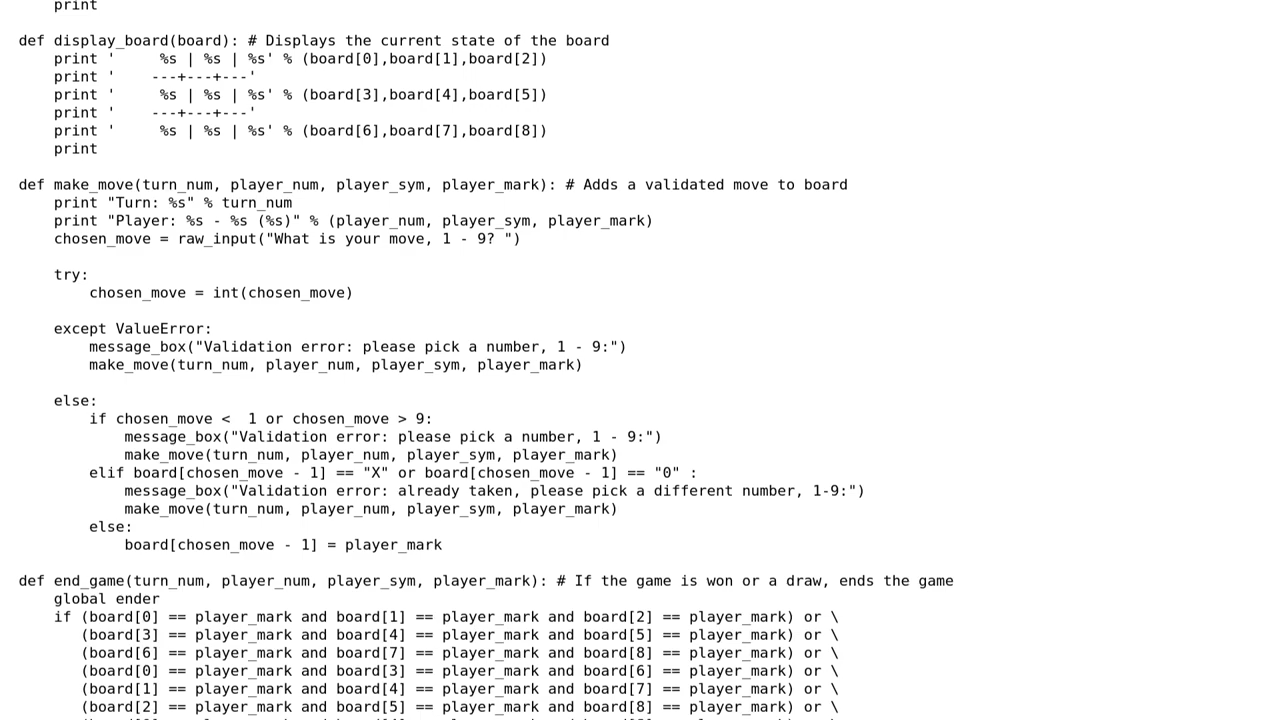 print

def display_board(board): # Displays the current state of the board
    print '     %s | %s | %s' % (board[0],board[1],board[2])
    print '    ---+---+---'
    print '     %s | %s | %s' % (board[3],board[4],board[5])
    print '    ---+---+---'
    print '     %s | %s | %s' % (board[6],board[7],board[8])
    print

def make_move(turn_num, player_num, player_sym, player_mark): # Adds a validated move to board
    print "Turn: %s" % turn_num
    print "Player: %s - %s (%s)" % (player_num, player_sym, player_mark)
    chosen_move = raw_input("What is your move, 1 - 9? ")

    try:
        chosen_move = int(chosen_move)

    except ValueError:
        message_box("Validation error: please pick a number, 1 - 9:")
        make_move(turn_num, player_num, player_sym, player_mark)

    else:
        if chosen_move <  1 or chosen_move > 9:
            message_box("Validation error: please pick a number, 1 - 9:")
            make_move(turn_num, player_num, player_sym, player_mark)
        elif board[chosen_move - 1] == "X" or board[chosen_move - 1] == "0" :
            message_box("Validation error: already taken, please pick a different number, 1-9:")
            make_move(turn_num, player_num, player_sym, player_mark)
        else:
            board[chosen_move - 1] = player_mark

def end_game(turn_num, player_num, player_sym, player_mark): # If the game is won or a draw, ends the game
    global ender
    if (board[0] == player_mark and board[1] == player_mark and board[2] == player_mark) or \
       (board[3] == player_mark and board[4] == player_mark and board[5] == player_mark) or \
       (board[6] == player_mark and board[7] == player_mark and board[8] == player_mark) or \
       (board[0] == player_mark and board[3] == player_mark and board[6] == player_mark) or \
       (board[1] == player_mark and board[4] == player_mark and board[7] == player_mark) or \
       (board[2] == player_mark and board[5] == player_mark and board[8] == player_mark) or \